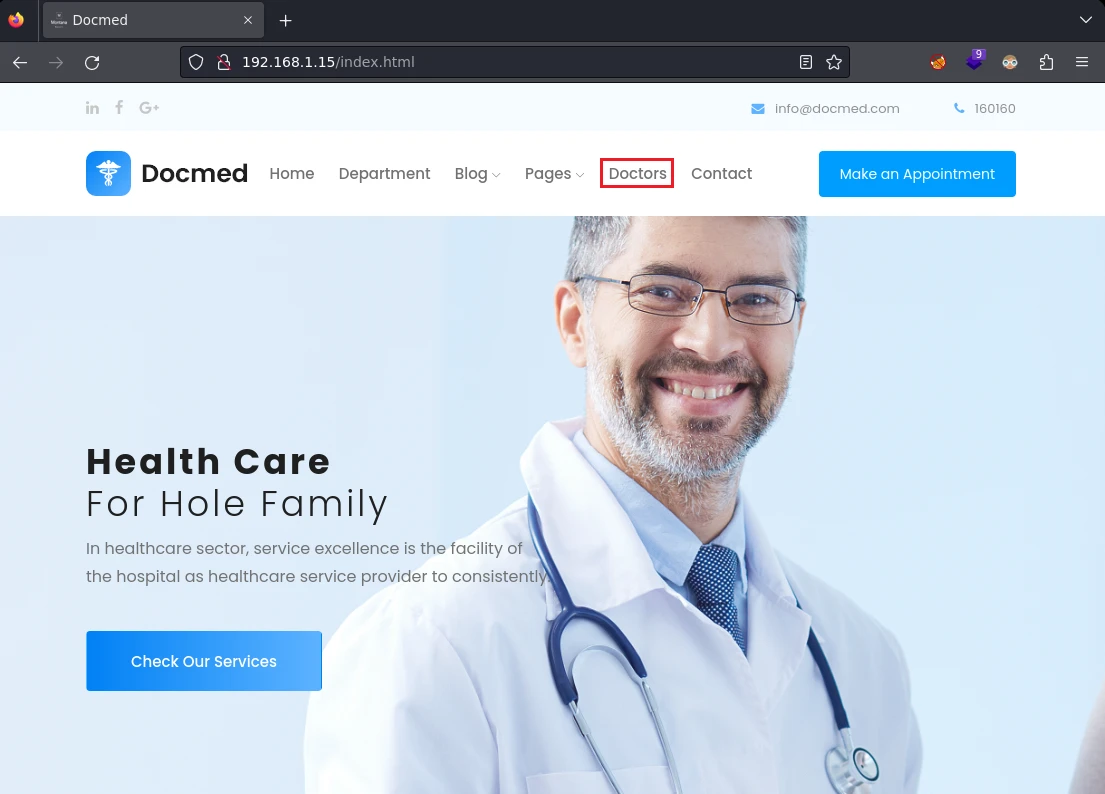 Docmed
192.168.1.15/index.html
9
info@docmed.com 160160
Docmed Home Department Blog Pages Doctors Contact Make an Appointment
Health Care
For Hole Family
In healthcare sector, service excellence is the facility of
the hospital as healthcare service provider to consistently.
Check Our Services